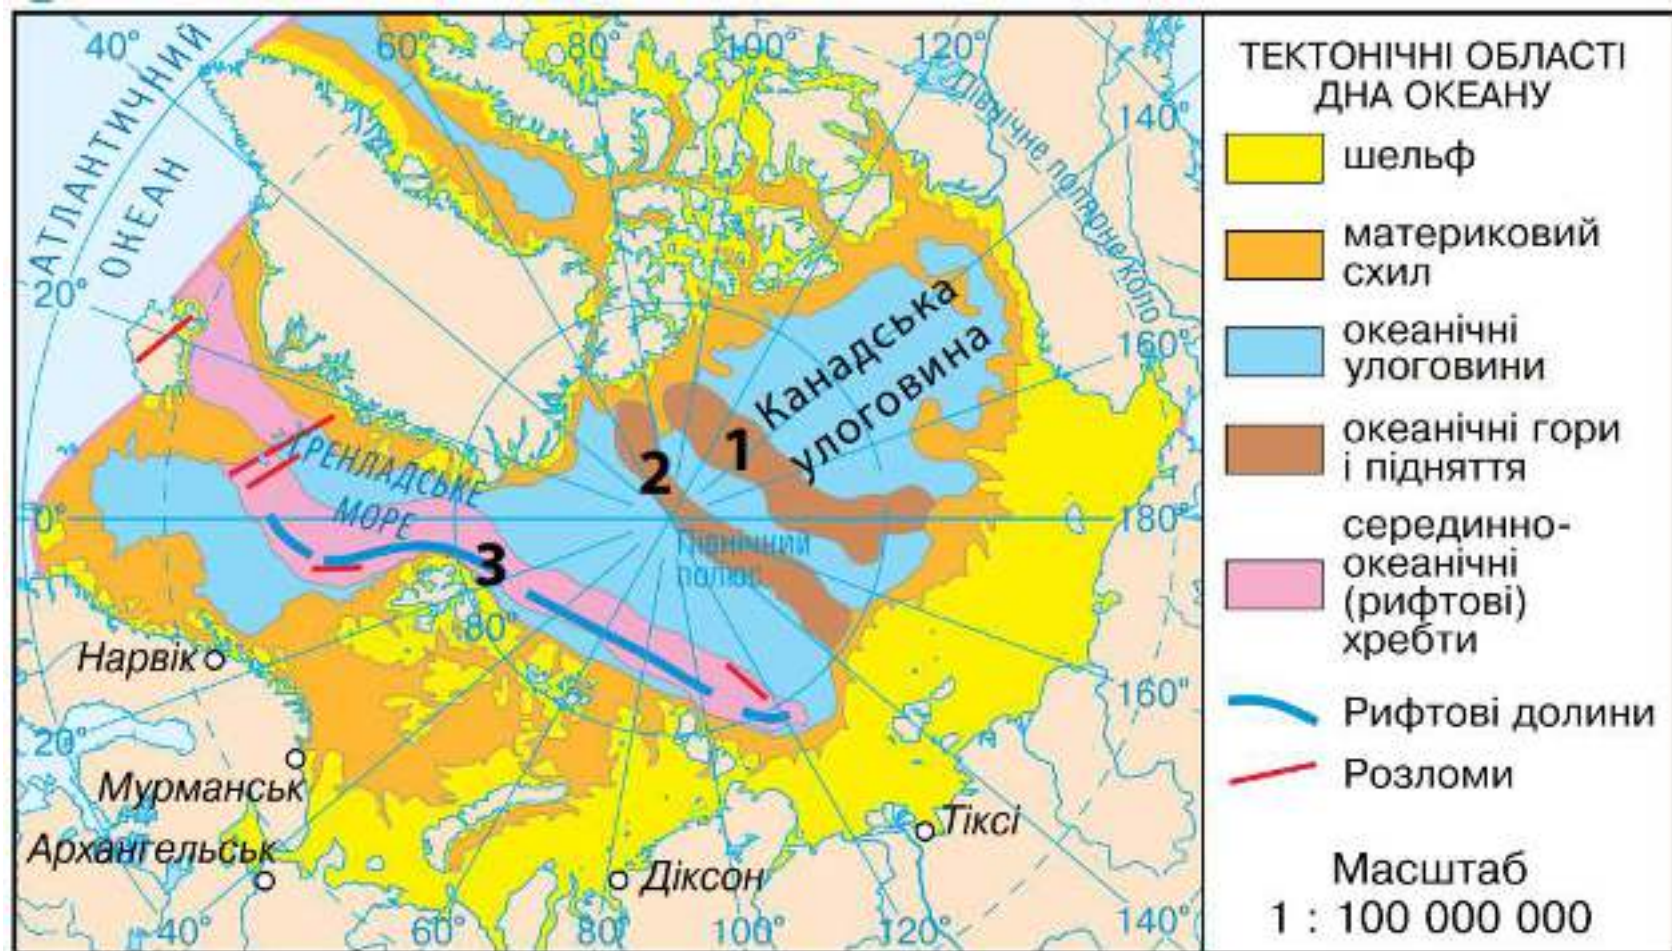 40°
60°
80°
100°
120°
140°
160°
180°
160°
140°
120°
100°
80°
60°
40°
20°
0°
20°
80°
АТЛАНТИЧНИЙ
ОКЕАН
Північне полярне коло
Канадська
улоговина
1
2
3
ГРЕНЛАДСЬКЕ
МОРЕ
Північний
полюс
Нарвік
Мурманськ
Архангельськ
Діксон
Тіксі
ТЕКТОНІЧНІ ОБЛАСТІ
ДНА ОКЕАНУ
шельф
материковий
схил
океанічні
улоговини
океанічні гори
і підняття
серединно-
океанічні
(рифтові)
хребти
Рифтові долини
Розломи
Масштаб
1 : 100 000 000